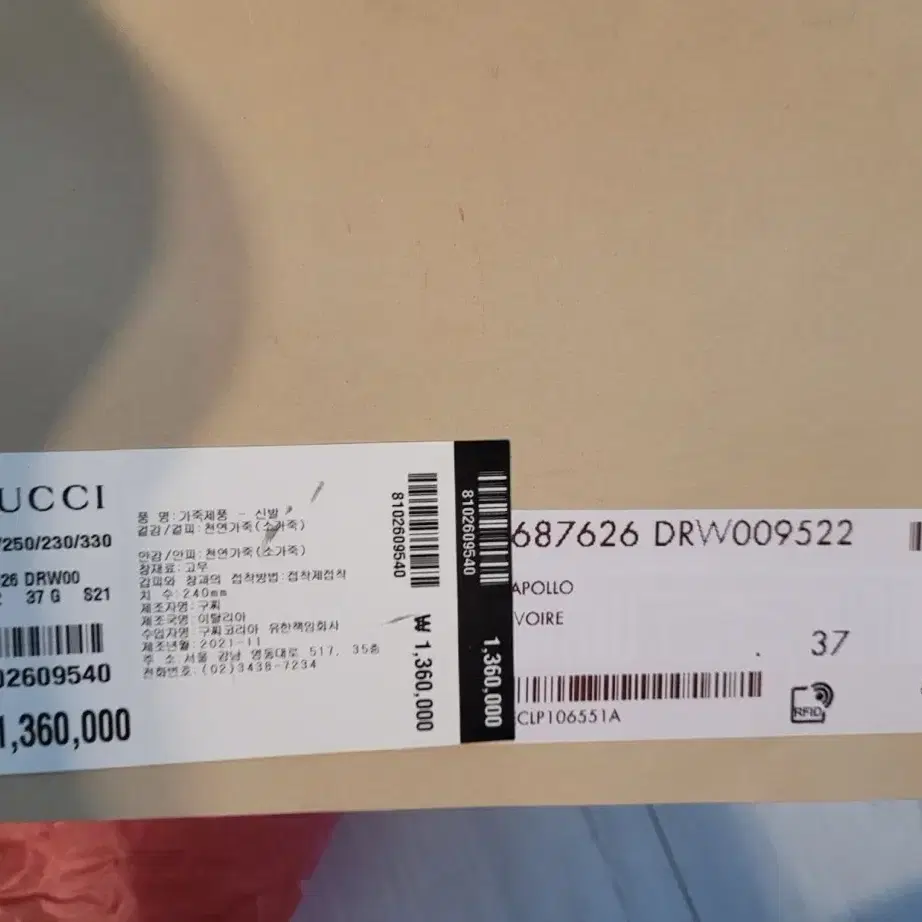 UCCI
/250/230/330
26 DRW00
37 G S21
02609540
1,360,000
품 명:가죽제품 - 신발
겉감/겉피:천연가죽(소가죽)
안감/안피:천연가죽(소가죽)
창재료:고무
갑피와 창과의 접착방법:접착제접착
치 수:240mm
제조자명:구찌
제조국명:이탈리아
수입자명:구찌코리아 유한책임회사
제조년월:2021-11
주 소:서울 강남 영동대로 517, 35층
전화번호:(02)3438-7234
8102609540
₩ 1,360,000
8102609540
1,360,000
687626 DRW009522
APOLLO
VOIRE
37
CLP106551A
RFID